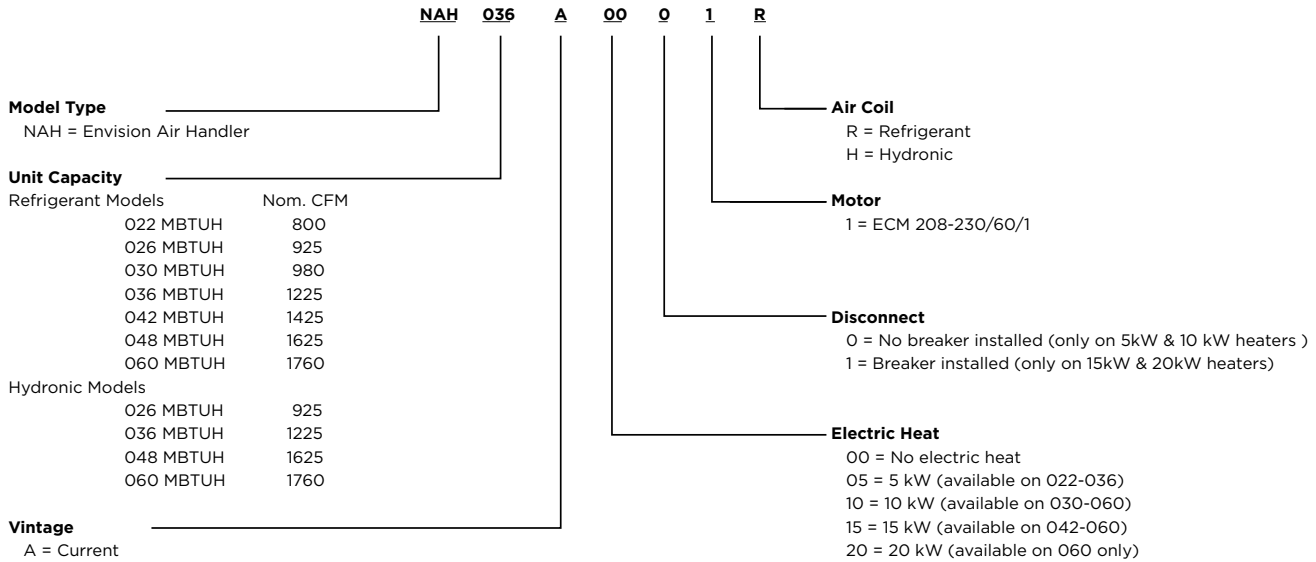 NAH 036 A 00 0 1 R
Model Type
NAH = Envision Air Handler
Unit Capacity
Refrigerant Models Nom. CFM
022 MBTUH 800
026 MBTUH 925
030 MBTUH 980
036 MBTUH 1225
042 MBTUH 1425
048 MBTUH 1625
060 MBTUH 1760
Hydronic Models
026 MBTUH 925
036 MBTUH 1225
048 MBTUH 1625
060 MBTUH 1760
Vintage
A = Current
Air Coil
R = Refrigerant
H = Hydronic
Motor
1 = ECM 208-230/60/1
Disconnect
0 = No breaker installed (only on 5kW & 10 kW heaters )
1 = Breaker installed (only on 15kW & 20kW heaters)
Electric Heat
00 = No electric heat
05 = 5 kW (available on 022-036)
10 = 10 kW (available on 030-060)
15 = 15 kW (available on 042-060)
20 = 20 kW (available on 060 only)